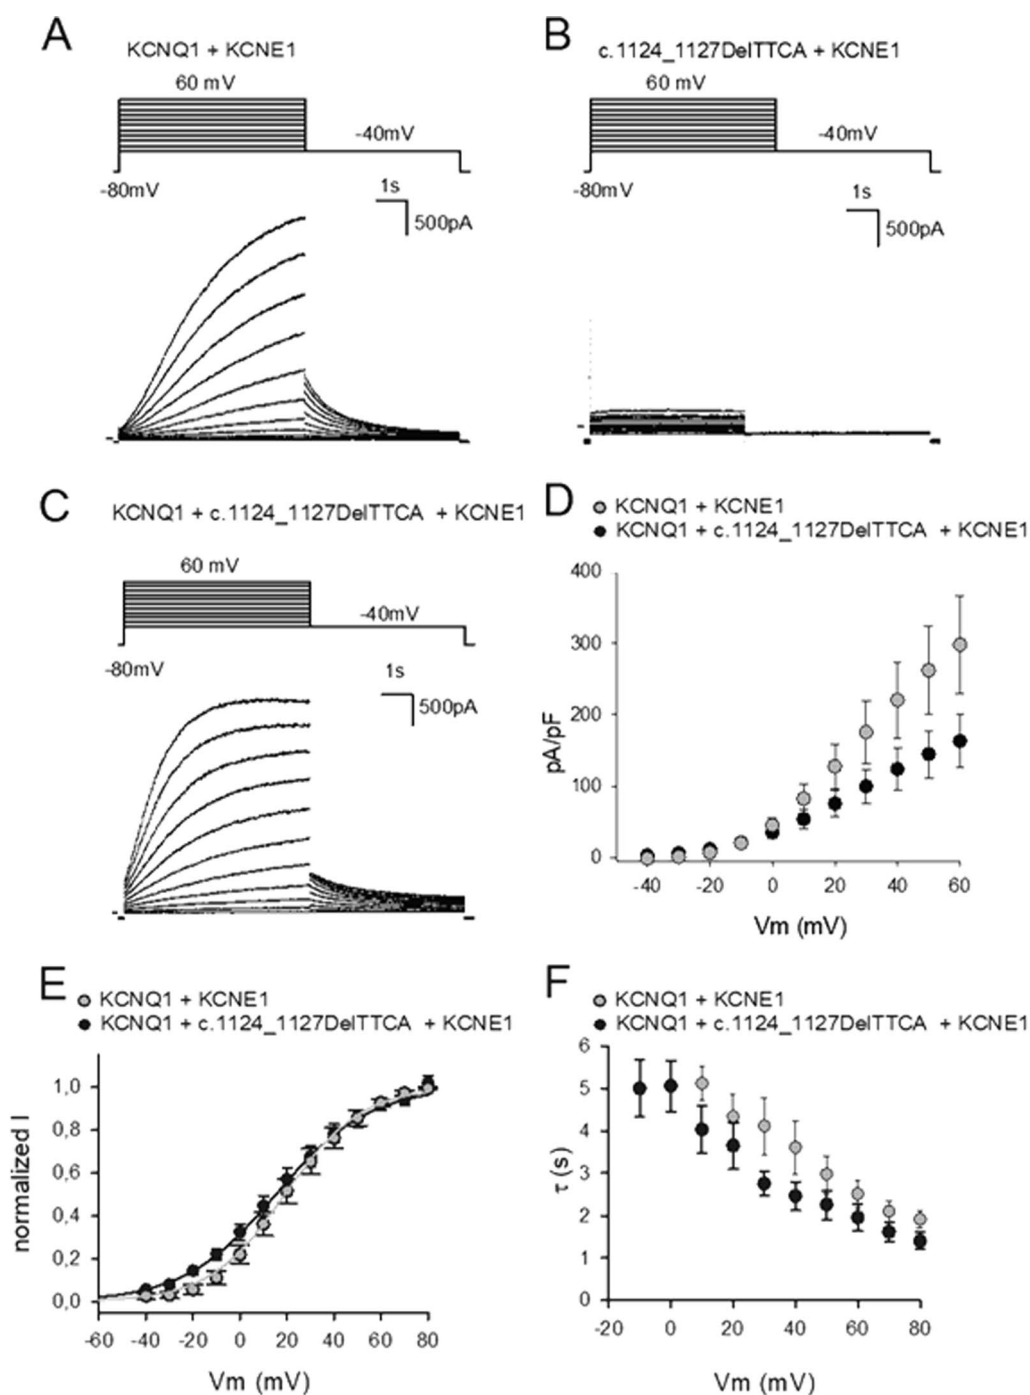 A
KCNQ1 + KCNE1
60 mV
-40mV
-80mV
1s
500pA
B
c.1124_1127DelTTCA + KCNE1
60 mV
-40mV
-80mV
1s
500pA
C
KCNQ1 + c.1124_1127DelTTCA + KCNE1
60 mV
-40mV
-80mV
1s
500pA
D
KCNQ1 + KCNE1
KCNQ1 + c.1124_1127DelTTCA + KCNE1
400
300
200
100
0
pA/pF
-40 -20 0 20 40 60
Vm (mV)
E
KCNQ1 + KCNE1
KCNQ1 + c.1124_1127DelTTCA + KCNE1
1,0
0,8
0,6
0,4
0,2
0,0
normalized I
-60 -40 -20 0 20 40 60 80
Vm (mV)
F
KCNQ1 + KCNE1
KCNQ1 + c.1124_1127DelTTCA + KCNE1
6
5
4
3
2
1
0
τ (s)
-20 0 20 40 60 80
Vm (mV)